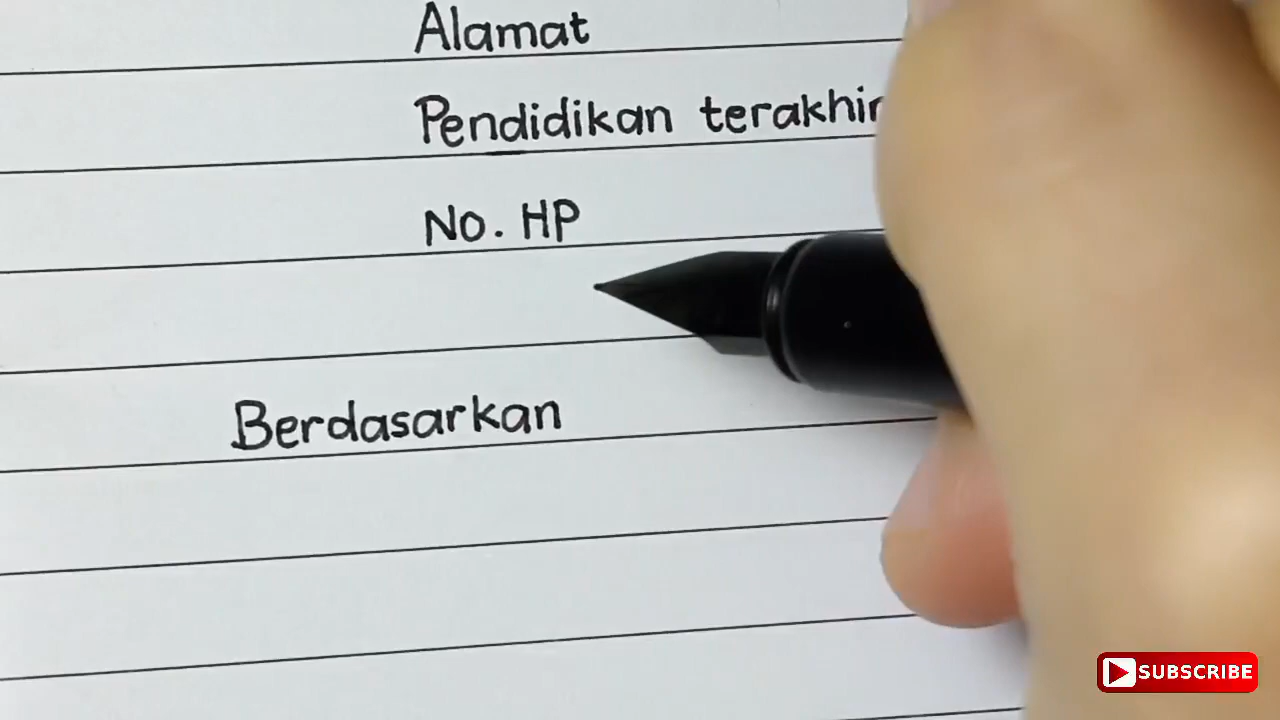 Alamat
Pendidikan terakhir
No. HP
Berdasarkan
SUBSCRIBE